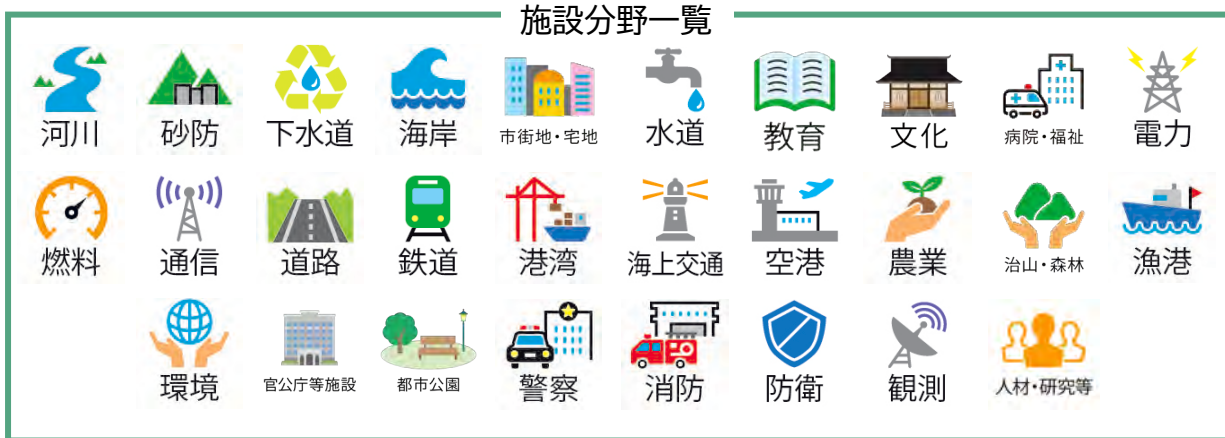 施設分野一覧
河川 砂防 下水道 海岸 市街地・宅地 水道 教育 文化 病院・福祉 電力
燃料 通信 道路 鉄道 港湾 海上交通 空港 農業 治山・森林 漁港
環境 官公庁等施設 都市公園 警察 消防 防衛 観測 人材・研究等